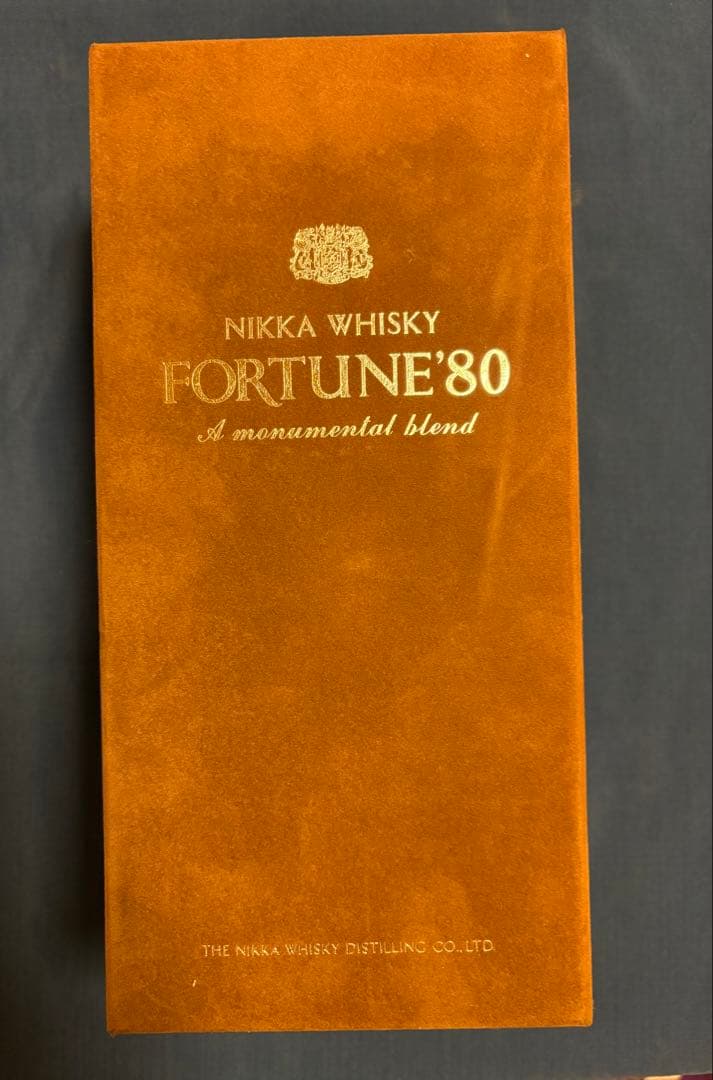 NIKKA WHISKY
FORTUNE'80
A monumental blend
THE NIKKA WHISKY DISTILLING CO.,LTD.